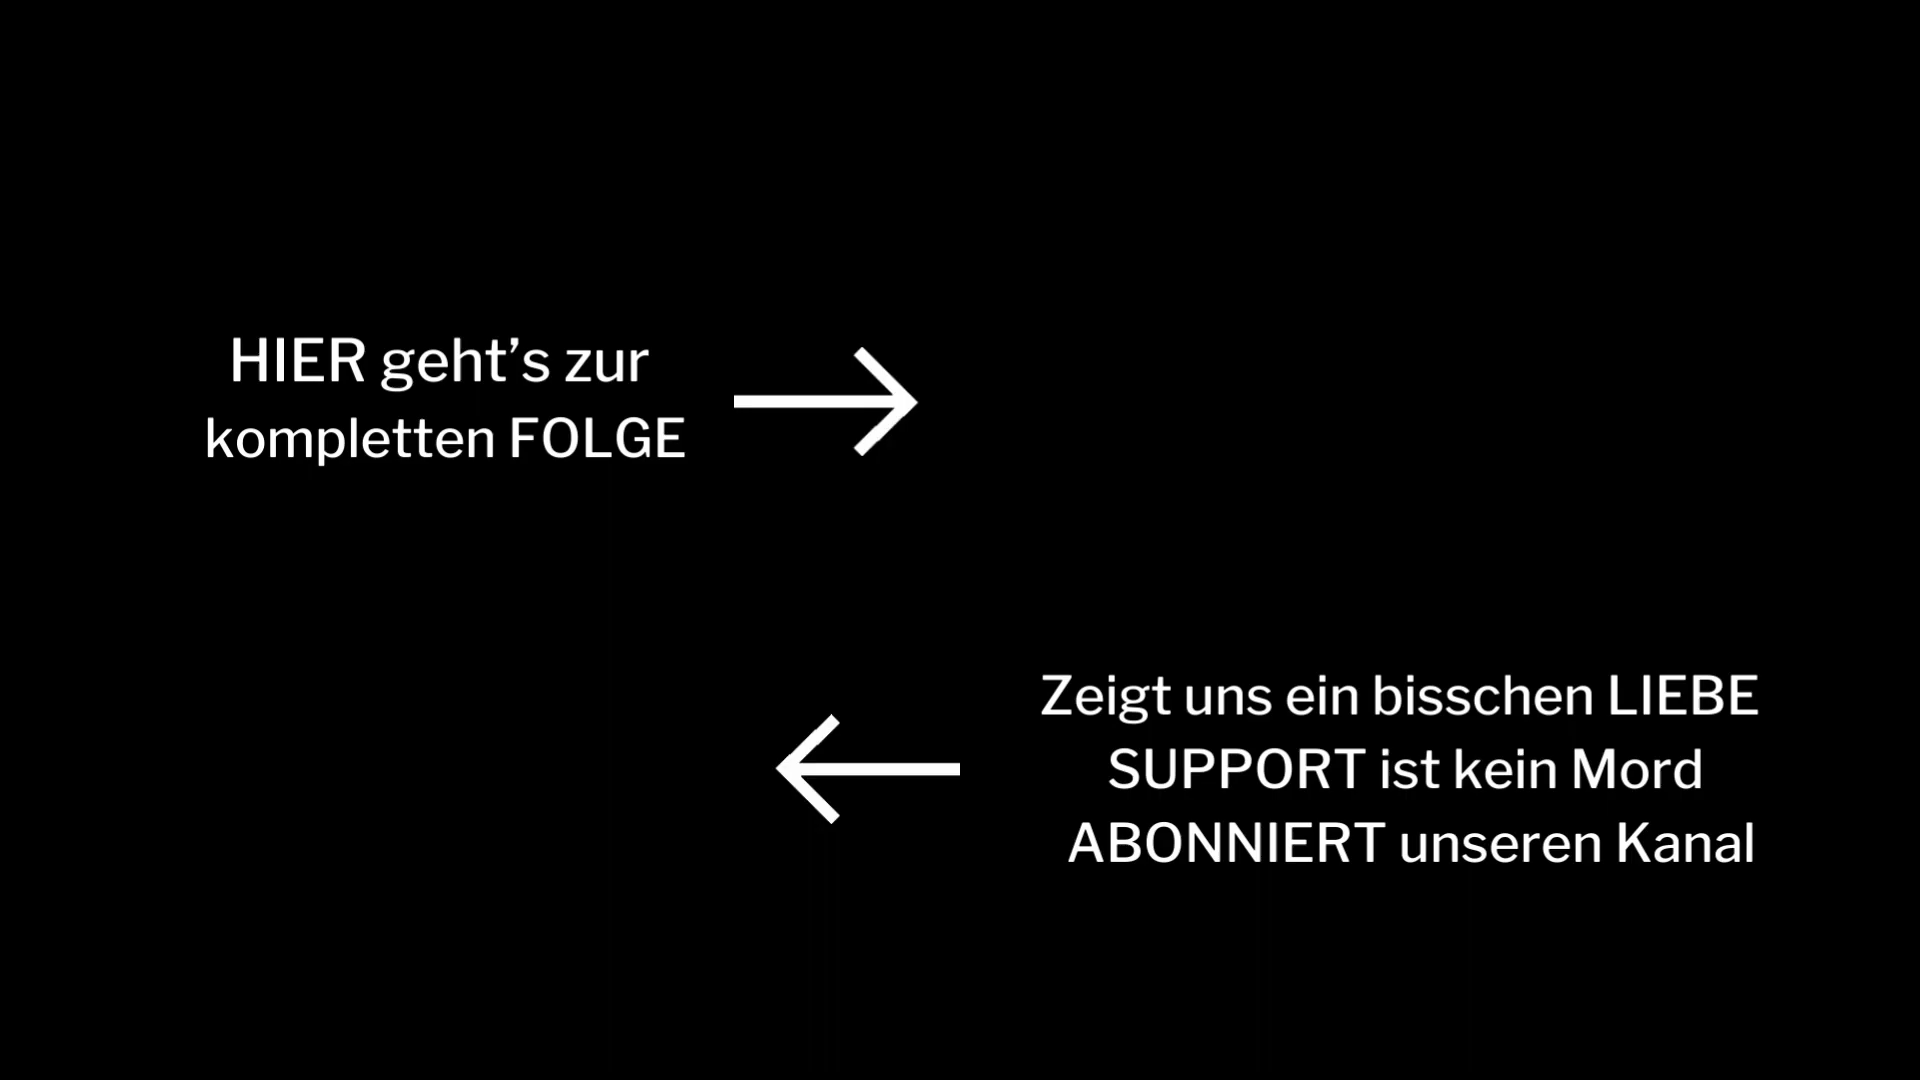 HIER geht’s zur
kompletten FOLGE
Zeigt uns ein bisschen LIEBE
SUPPORT ist kein Mord
ABONNIERT unseren Kanal